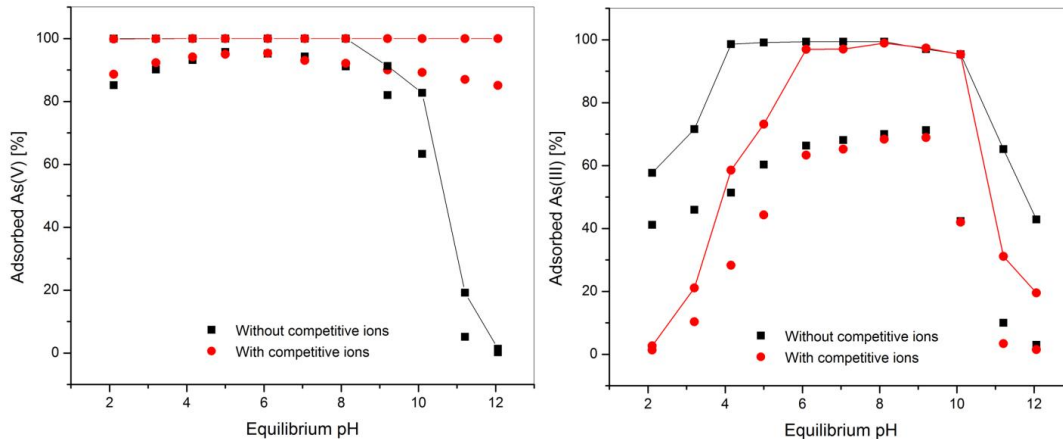 Adsorbed As(V) [%]
100
80
60
40
20
0
Without competitive ions
With competitive ions
2 4 6 8 10 12
Equilibrium pH
Adsorbed As(III) [%]
100
80
60
40
20
0
Without competitive ions
With competitive ions
2 4 6 8 10 12
Equilibrium pH